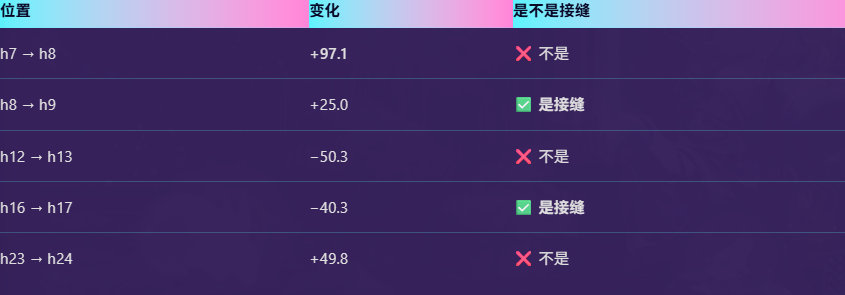 位置 变化 是不是接缝
h7 → h8 +97.1 ❌ 不是
h8 → h9 +25.0 ✅ 是接缝
h12 → h13 −50.3 ❌ 不是
h16 → h17 −40.3 ✅ 是接缝
h23 → h24 +49.8 ❌ 不是